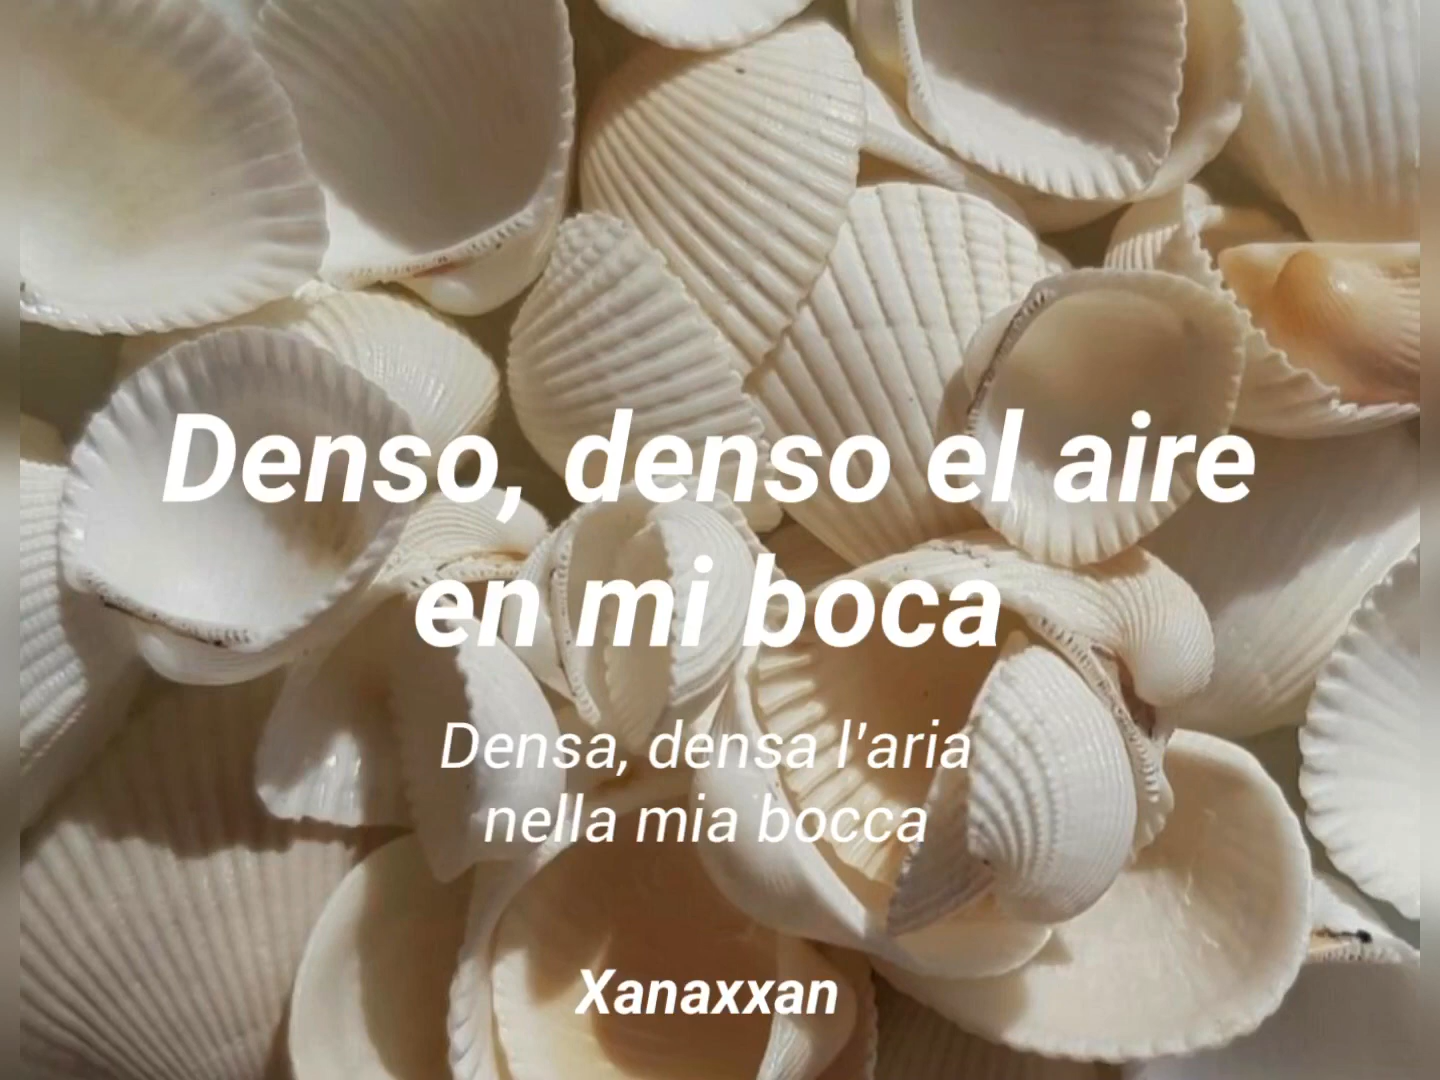 Denso, denso el aire
en mi boca
Densa, densa l'aria
nella mia bocca
Xanaxxan